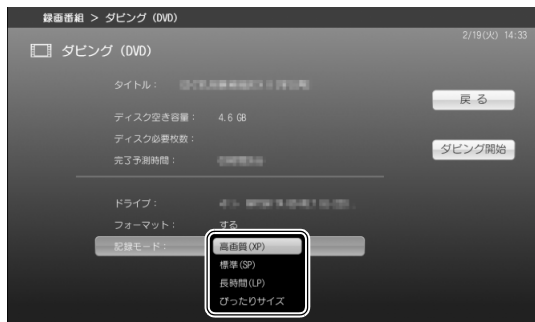 録画番組 > ダビング (DVD)
2/19(火) 14:33
ダビング (DVD)
タイトル：
戻る
ディスク空き容量： 4.6 GB
ディスク必要枚数：
ダビング開始
完了予測時間：
ドライブ：
フォーマット： する
記録モード： 高画質(XP)
標準(SP)
長時間(LP)
ぴったりサイズ